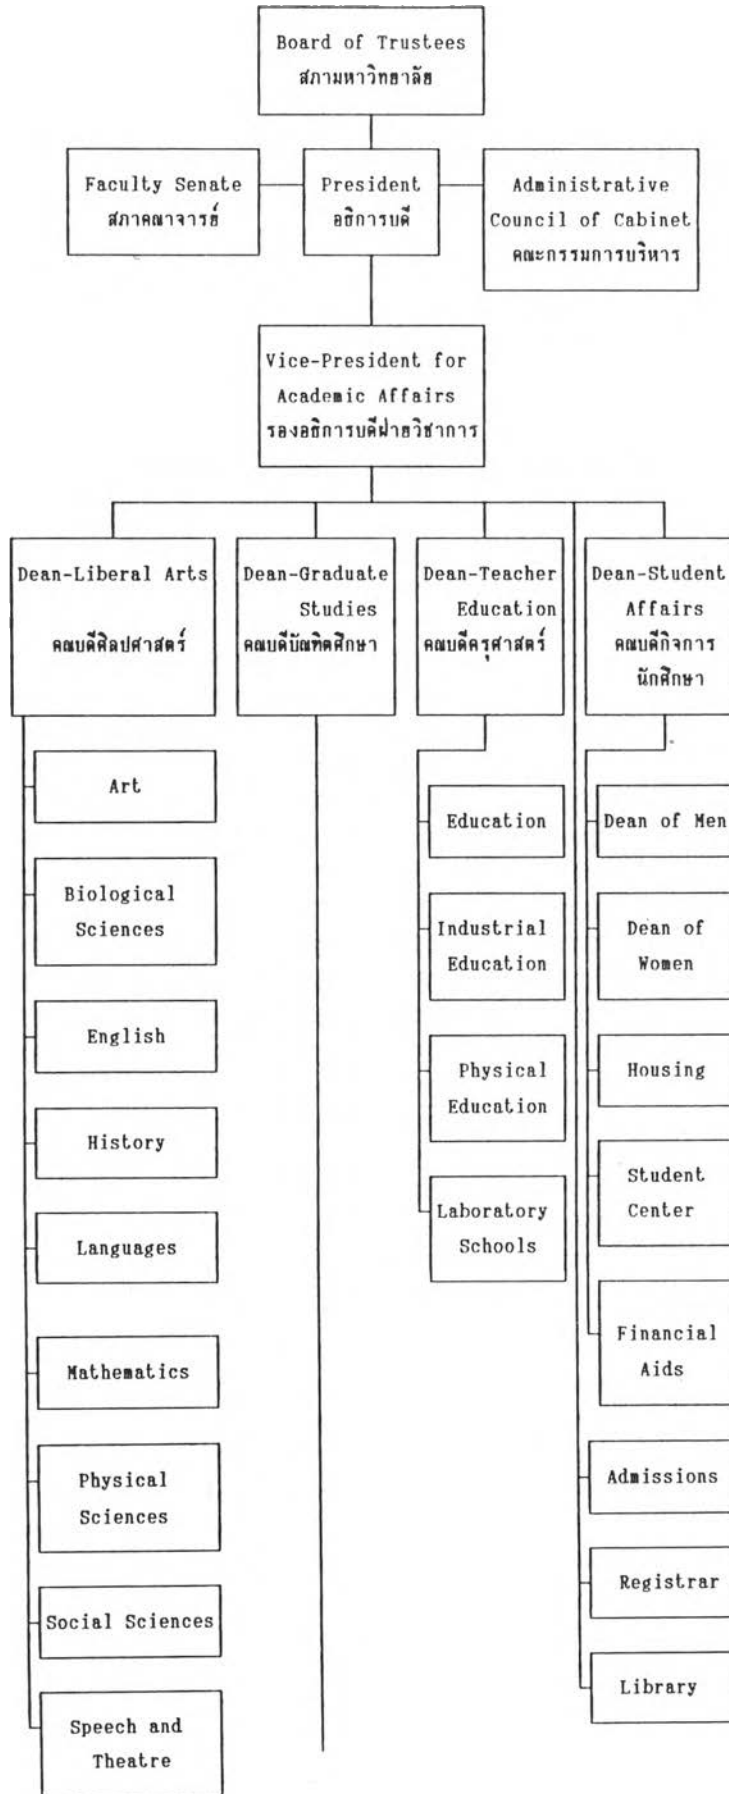 Board of Trustees
สภามหาวิทยาลัย
Faculty Senate
สภาคณาจารย์
President
อธิการบดี
Administrative
Council of Cabinet
คณะกรรมการบริหาร
Vice-President for
Academic Affairs
รองอธิการบดีฝ่ายวิชาการ
Dean-Liberal Arts
คณบดีศิลปศาสตร์
Dean-Graduate
Studies
คณบดีบัณฑิตศึกษา
Dean-Teacher
Education
คณบดีครุศาสตร์
Dean-Student
Affairs
คณบดีกิจการ
นักศึกษา
Art
Biological
Sciences
English
History
Languages
Mathematics
Physical
Sciences
Social Sciences
Speech and
Theatre
Education
Industrial
Education
Physical
Education
Laboratory
Schools
Dean of Men
Dean of
Women
Housing
Student
Center
Financial
Aids
Admissions
Registrar
Library